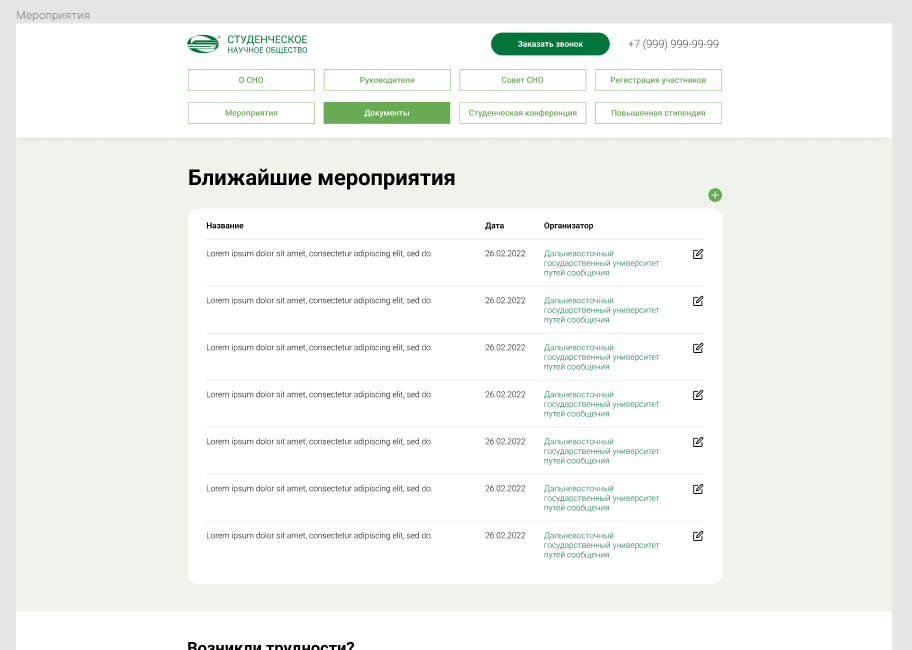 Мероприятия
СТУДЕНЧЕСКОЕ
НАУЧНОЕ ОБЩЕСТВО
Заказать звонок
+7 (999) 999-99-99
О СНО
Руководители
Совет СНО
Регистрация участников
Мероприятия
Документы
Студенческая конференция
Повышенная стипендия
Ближайшие мероприятия
Название Дата Организатор
Lorem ipsum dolor sit amet, consectetur adipiscing elit, sed do. 26.02.2022 Дальневосточный
государственный университет
путей сообщения
Lorem ipsum dolor sit amet, consectetur adipiscing elit, sed do. 26.02.2022 Дальневосточный
государственный университет
путей сообщения
Lorem ipsum dolor sit amet, consectetur adipiscing elit, sed do. 26.02.2022 Дальневосточный
государственный университет
путей сообщения
Lorem ipsum dolor sit amet, consectetur adipiscing elit, sed do. 26.02.2022 Дальневосточный
государственный университет
путей сообщения
Lorem ipsum dolor sit amet, consectetur adipiscing elit, sed do. 26.02.2022 Дальневосточный
государственный университет
путей сообщения
Lorem ipsum dolor sit amet, consectetur adipiscing elit, sed do. 26.02.2022 Дальневосточный
государственный университет
путей сообщения
Lorem ipsum dolor sit amet, consectetur adipiscing elit, sed do. 26.02.2022 Дальневосточный
государственный университет
путей сообщения
Возникли трудности?